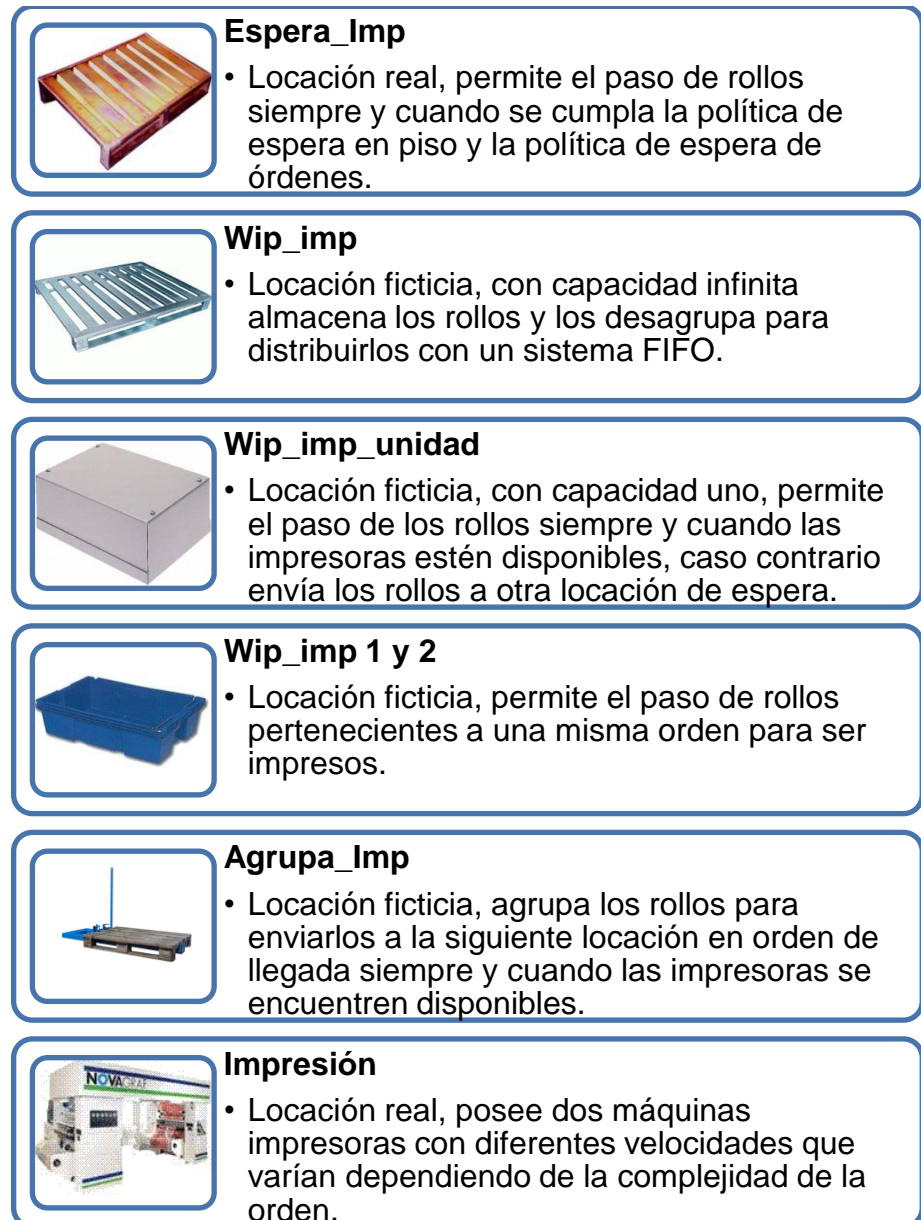 Espera_Imp
• Locación real, permite el paso de rollos
siempre y cuando se cumpla la política de
espera en piso y la política de espera de
órdenes.
Wip_imp
• Locación ficticia, con capacidad infinita
almacena los rollos y los desagrupa para
distribuirlos con un sistema FIFO.
Wip_imp_unidad
• Locación ficticia, con capacidad uno, permite
el paso de los rollos siempre y cuando las
impresoras estén disponibles, caso contrario
envía los rollos a otra locación de espera.
Wip_imp 1 y 2
• Locación ficticia, permite el paso de rollos
pertenecientes a una misma orden para ser
impresos.
Agrupa_Imp
• Locación ficticia, agrupa los rollos para
enviarlos a la siguiente locación en orden de
llegada siempre y cuando las impresoras se
encuentren disponibles.
NOVAGRAF
Impresión
• Locación real, posee dos máquinas
impresoras con diferentes velocidades que
varían dependiendo de la complejidad de la
orden.